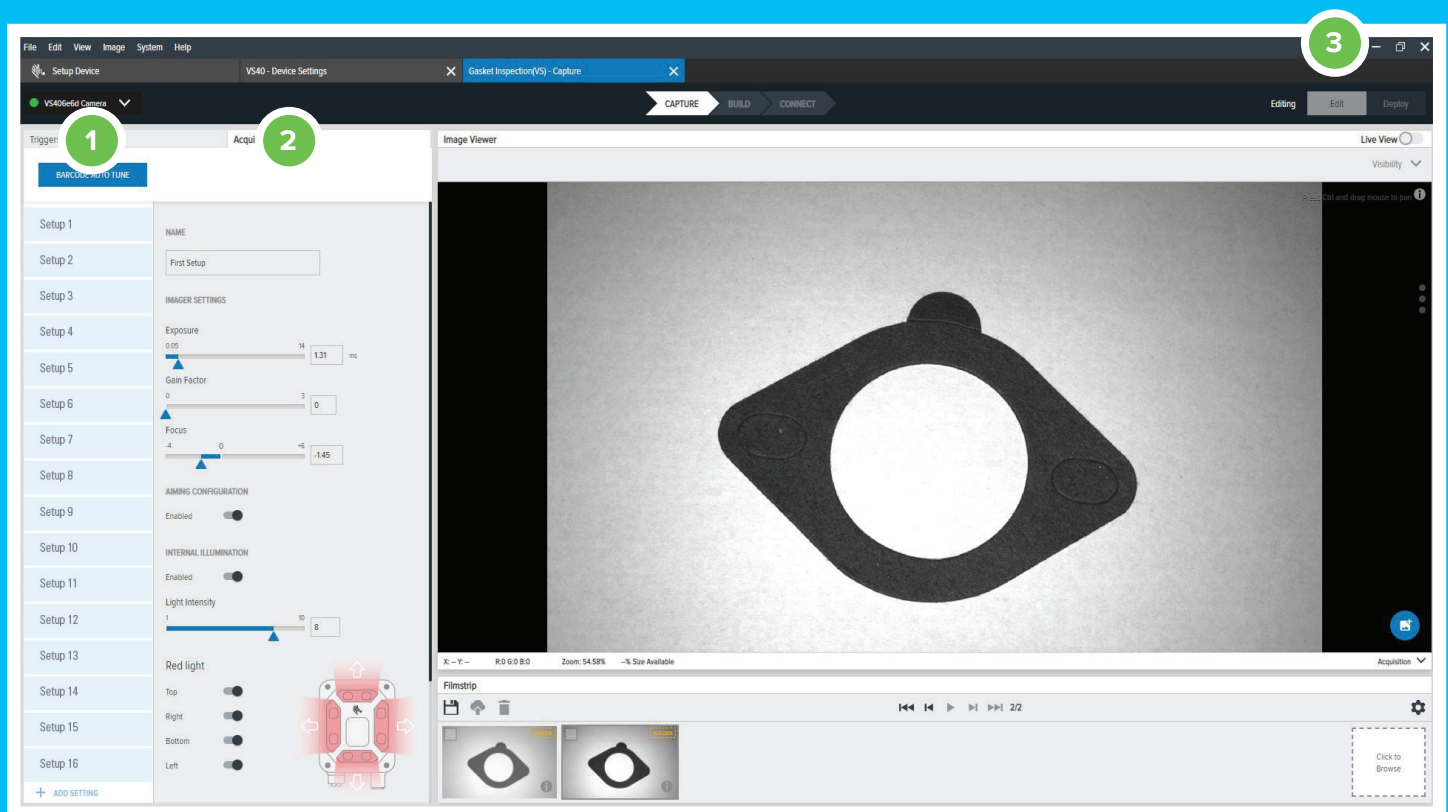 File Edit View Image System Help
3
Setup Device
VS40 - Device Settings
Gasket Inspection(VS) - Capture
VS406e6d Camera
CAPTURE BUILD CONNECT
Editing Edit Deploy
1
2
Image Viewer
Live View
BARCODE AUTO TUNE
Visibility
Press Ctrl and drag mouse to pan.
Setup 1
Setup 2
Setup 3
Setup 4
Setup 5
Setup 6
Setup 7
Setup 8
Setup 9
Setup 10
Setup 11
Setup 12
Setup 13
Setup 14
Setup 15
Setup 16
+ ADD SETTING
NAME
First Setup
IMAGER SETTINGS
Exposure
0.05 14
1.31 ms
Gain Factor
0 3
0
Focus
-4 0 +6
-1.45
AIMING CONFIGURATION
Enabled
INTERNAL ILLUMINATION
Enabled
Light Intensity
1 10
8
Red light
Top
Right
Bottom
Left
X: -- Y: -- R:0 G:0 B:0 Zoom: 54.58% --% Size Available
Acquisition
Filmstrip
2/2
Click to
Browse